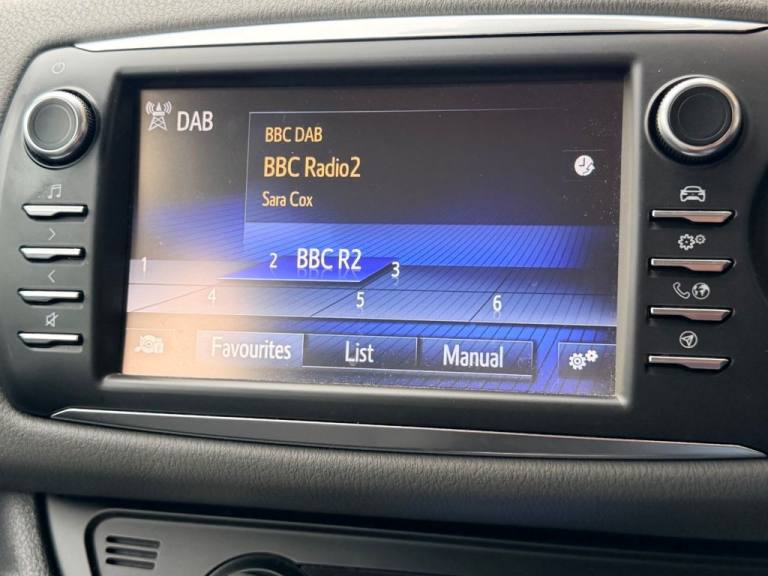 DAB
BBC DAB
BBC Radio2
Sara Cox
1
2 BBC R2
3
4
5
6
Favourites
List
Manual